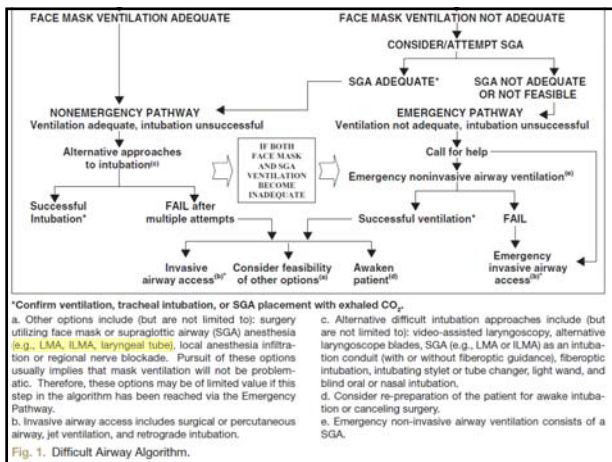 FACE MASK VENTILATION ADEQUATE
FACE MASK VENTILATION NOT ADEQUATE
CONSIDER/ATTEMPT SGA
SGA ADEQUATE*
SGA NOT ADEQUATE
OR NOT FEASIBLE
NONEMERGENCY PATHWAY
Ventilation adequate, intubation unsuccessful
EMERGENCY PATHWAY
Ventilation not adequate, intubation unsuccessful
Alternative approaches
to intubation(c)
IF BOTH
FACE MASK
AND SGA
VENTILATION
BECOME
INADEQUATE
Call for help
Emergency noninvasive airway ventilation(e)
Successful
Intubation*
FAIL after
multiple attempts
Successful ventilation*
FAIL
Invasive
airway access(b)*
Consider feasibility
of other options(a)
Awaken
patient(d)
Emergency
invasive airway
access(b)*
*Confirm ventilation, tracheal intubation, or SGA placement with exhaled CO2.
a. Other options include (but are not limited to): surgery
utilizing face mask or supraglottic airway (SGA) anesthesia
(e.g., LMA, ILMA, laryngeal tube), local anesthesia infiltra-
tion or regional nerve blockade. Pursuit of these options
usually implies that mask ventilation will not be problem-
atic. Therefore, these options may be of limited value if this
step in the algorithm has been reached via the Emergency
Pathway.
b. Invasive airway access includes surgical or percutaneous
airway, jet ventilation, and retrograde intubation.
c. Alternative difficult intubation approaches include (but
are not limited to): video-assisted laryngoscopy, alternative
laryngoscope blades, SGA (e.g., LMA or ILMA) as an intuba-
tion conduit (with or without fiberoptic guidance), fiberoptic
intubation, intubating stylet or tube changer, light wand, and
blind oral or nasal intubation.
d. Consider re-preparation of the patient for awake intuba-
tion or canceling surgery.
e. Emergency non-invasive airway ventilation consists of a
SGA.
Fig. 1. Difficult Airway Algorithm.